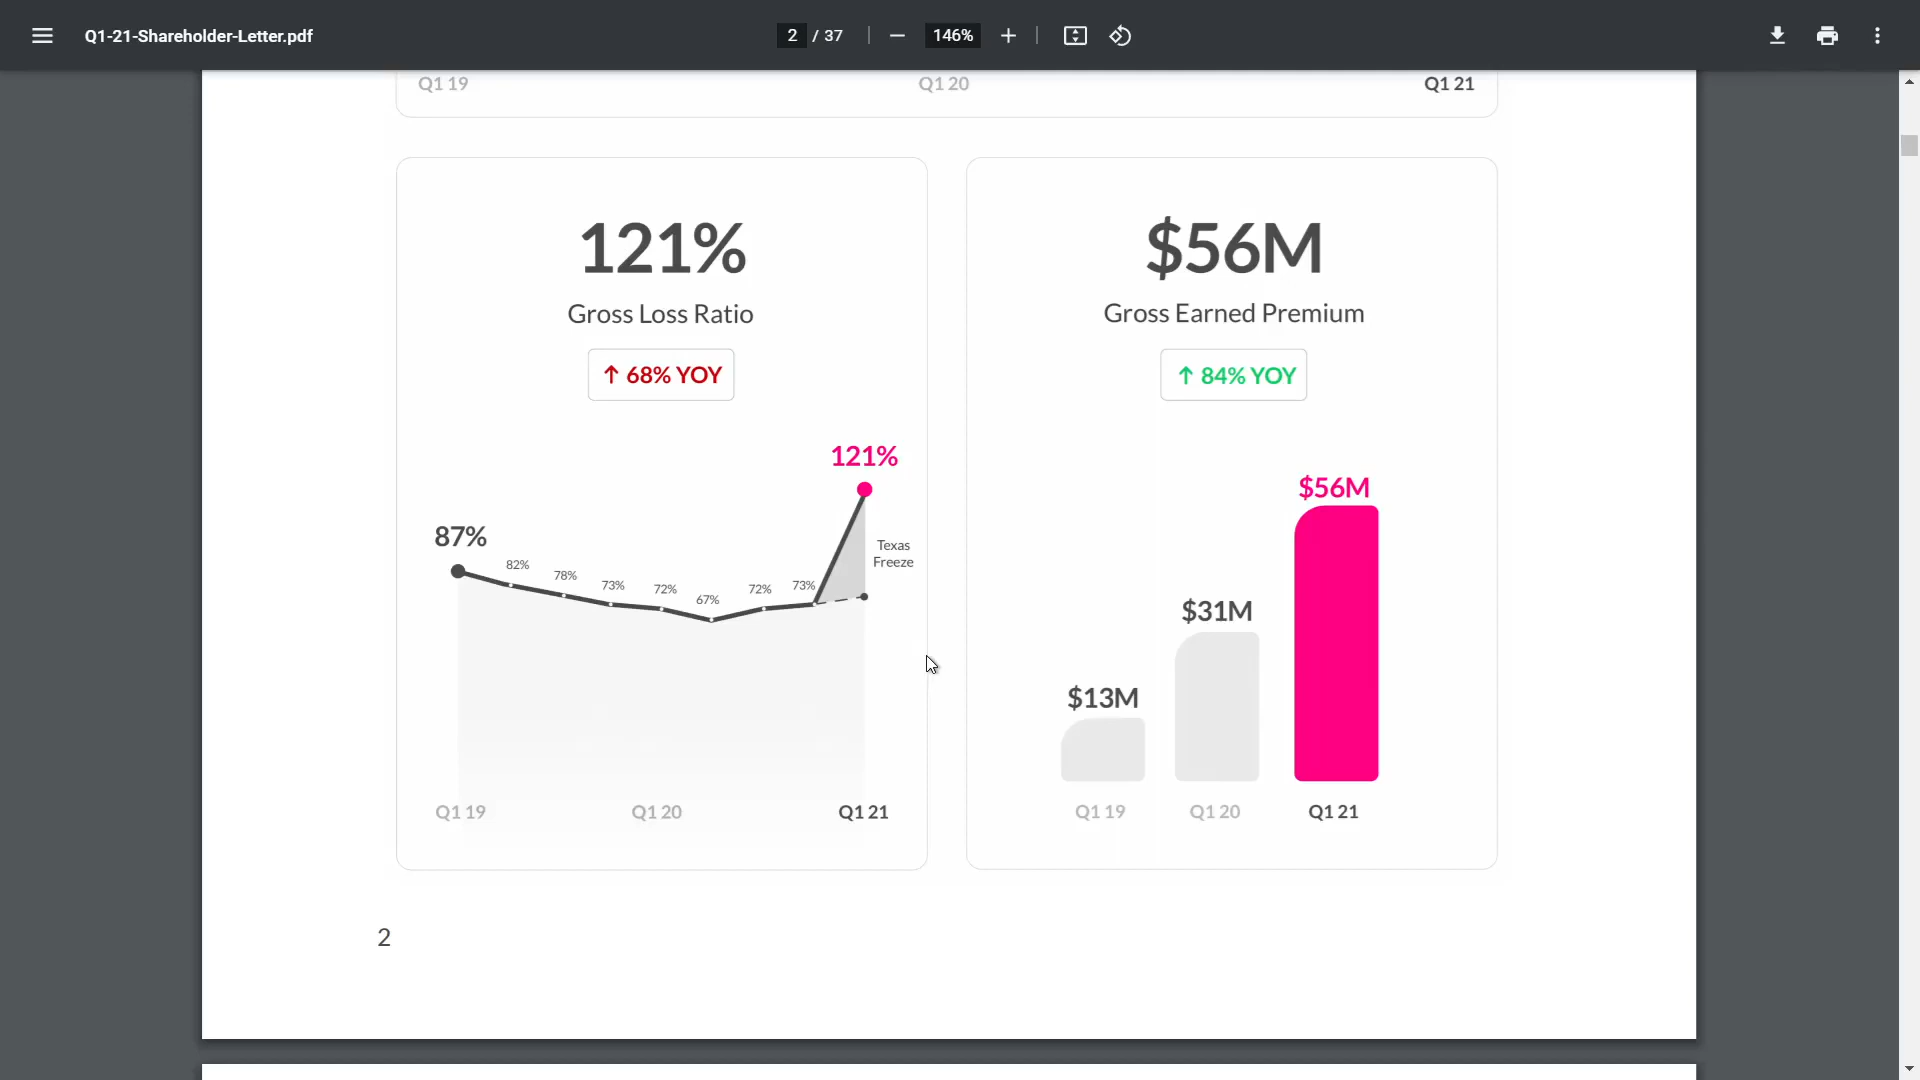 Q1-21-Shareholder-Letter.pdf
2 / 37
146%
Q1 19 Q1 20 Q1 21
121%
Gross Loss Ratio
↑ 68% YOY
121%
87%
82%
78%
73%
72%
67%
72%
73%
Texas
Freeze
Q1 19 Q1 20 Q1 21
$56M
Gross Earned Premium
↑ 84% YOY
$56M
$31M
$13M
Q1 19 Q1 20 Q1 21
2